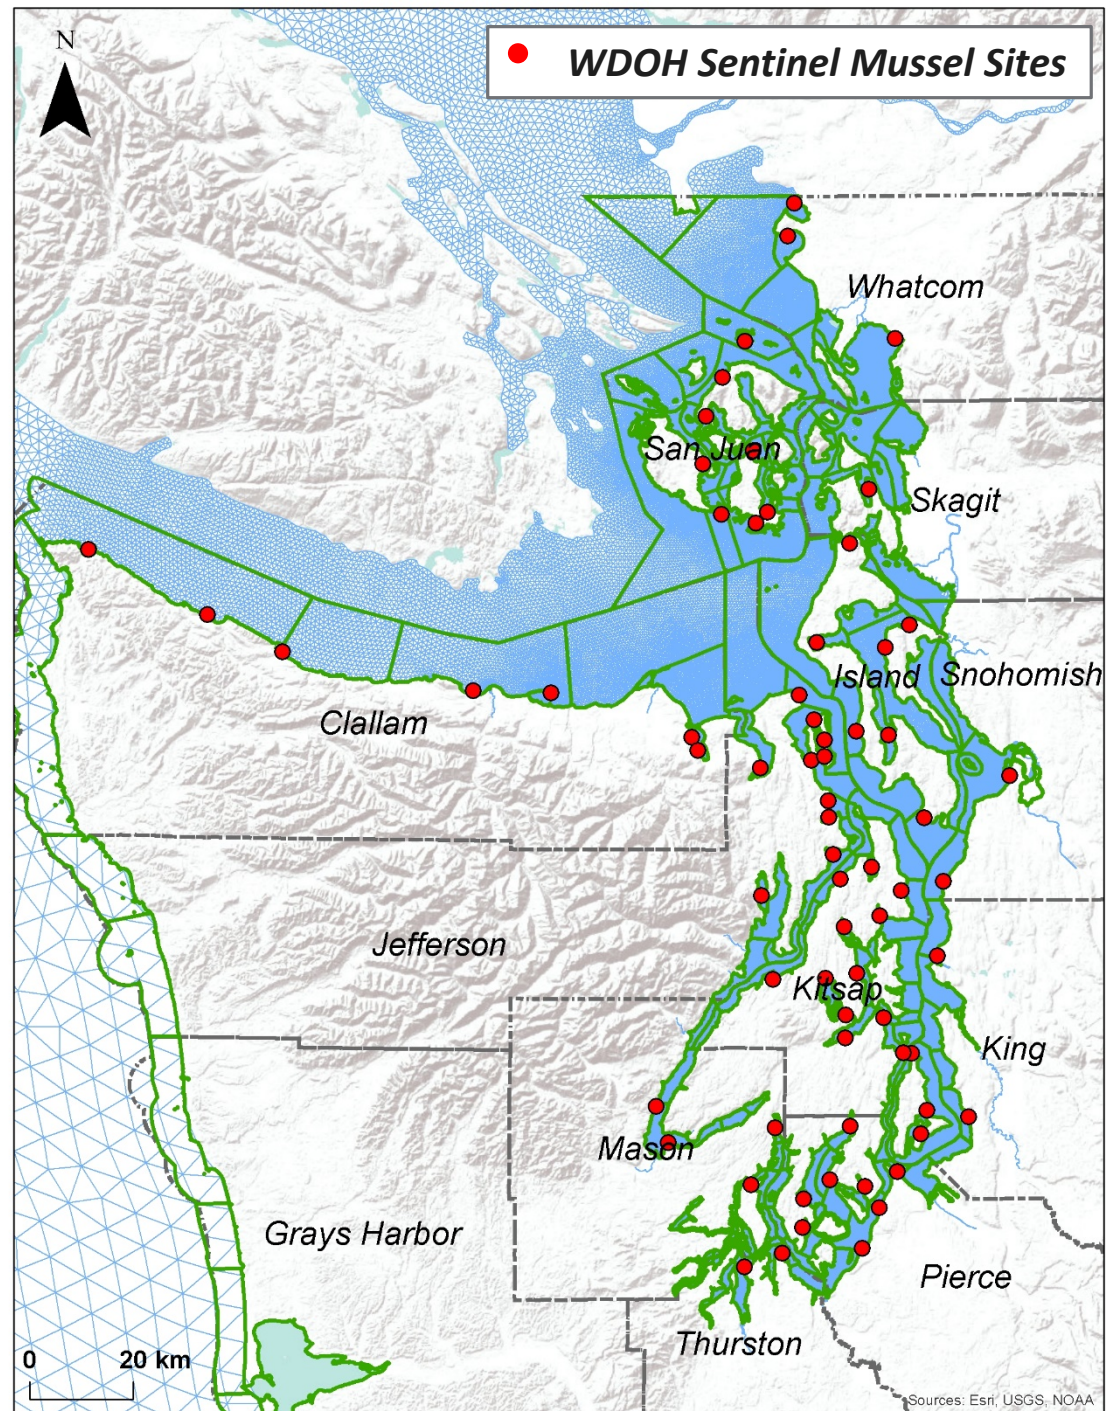 N
WDOH Sentinel Mussel Sites
Whatcom
San Juan
Skagit
Island
Snohomish
Clallam
Jefferson
Kitsap
King
Mason
Grays Harbor
Pierce
Thurston
0 20 km
Sources: Esri, USGS, NOAA